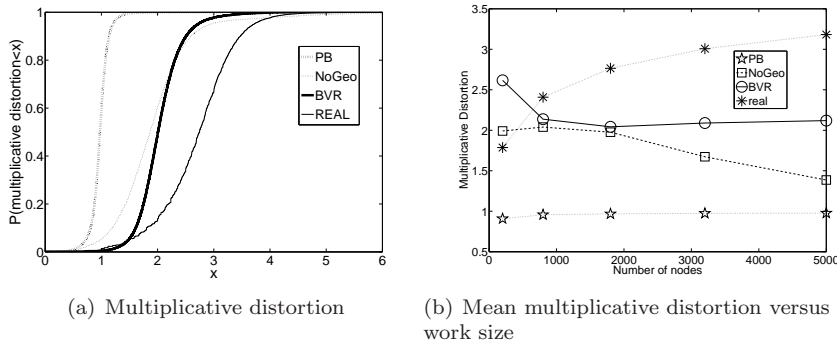 P(multiplicative distortion<x)
1
0.8
0.6
0.4
0.2
0
0 1 2 3 4 5 6
x
PB
NoGeo
BVR
REAL
(a) Multiplicative distortion
Multiplicative Distortion
3.5
3
2.5
2
1.5
1
0.5
0 1000 2000 3000 4000 5000
Number of nodes
PB
NoGeo
BVR
real
(b) Mean multiplicative distortion versus
work size